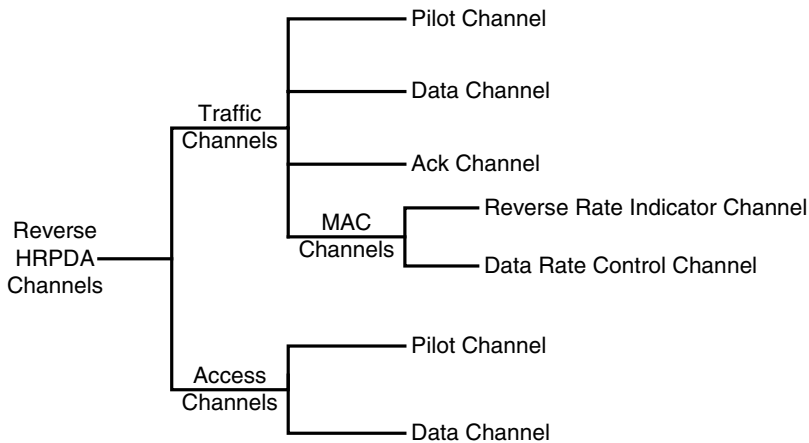 Pilot Channel
Data Channel
Traffic
Channels
Ack Channel
Reverse Rate Indicator Channel
MAC
Channels
Data Rate Control Channel
Reverse
HRPDA
Channels
Pilot Channel
Access
Channels
Data Channel